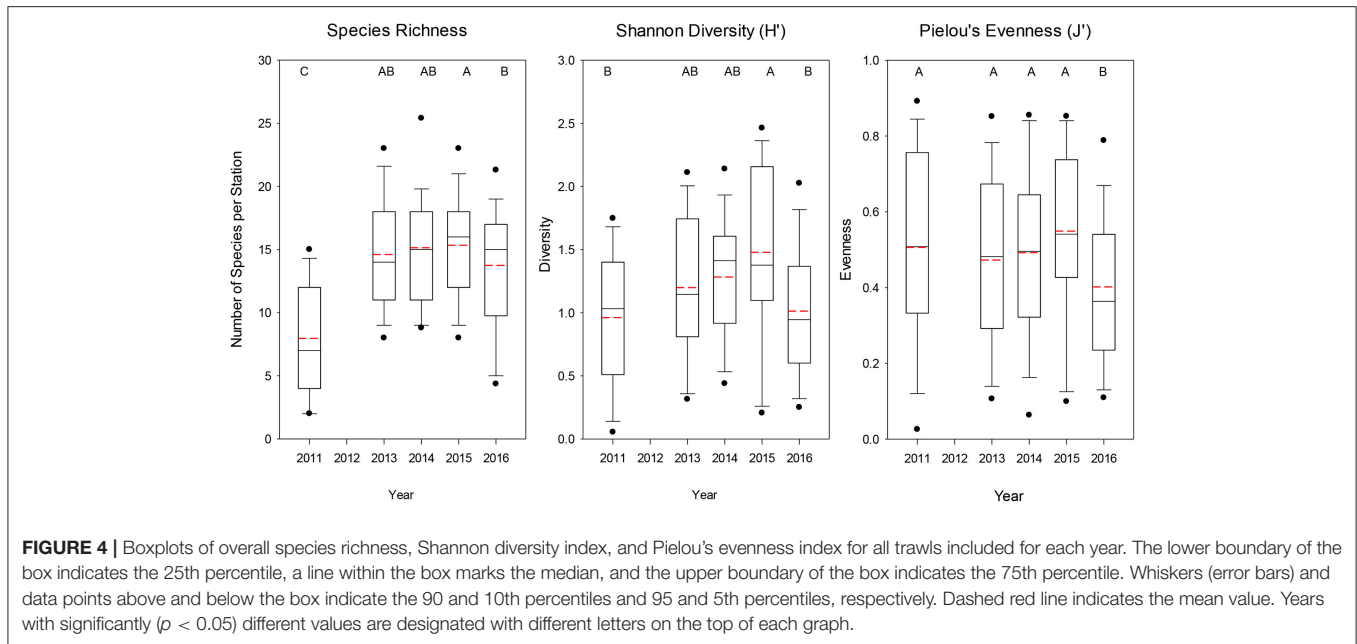 Species Richness
Shannon Diversity (H')
Pielou's Evenness (J')
30
25
20
15
10
5
0
C
AB
AB
A
B
Number of Species per Station
2011
2012
2013
2014
2015
2016
Year
3.0
2.5
2.0
1.5
1.0
0.5
0.0
B
AB
AB
A
B
Diversity
2011
2012
2013
2014
2015
2016
Year
1.0
0.8
0.6
0.4
0.2
0.0
A
A
A
A
B
Evenness
2011
2012
2013
2014
2015
2016
Year
FIGURE 4 | Boxplots of overall species richness, Shannon diversity index, and Pielou's evenness index for all trawls included for each year. The lower boundary of the
box indicates the 25th percentile, a line within the box marks the median, and the upper boundary of the box indicates the 75th percentile. Whiskers (error bars) and
data points above and below the box indicate the 90 and 10th percentiles and 95 and 5th percentiles, respectively. Dashed red line indicates the mean value. Years
with significantly (p < 0.05) different values are designated with different letters on the top of each graph.